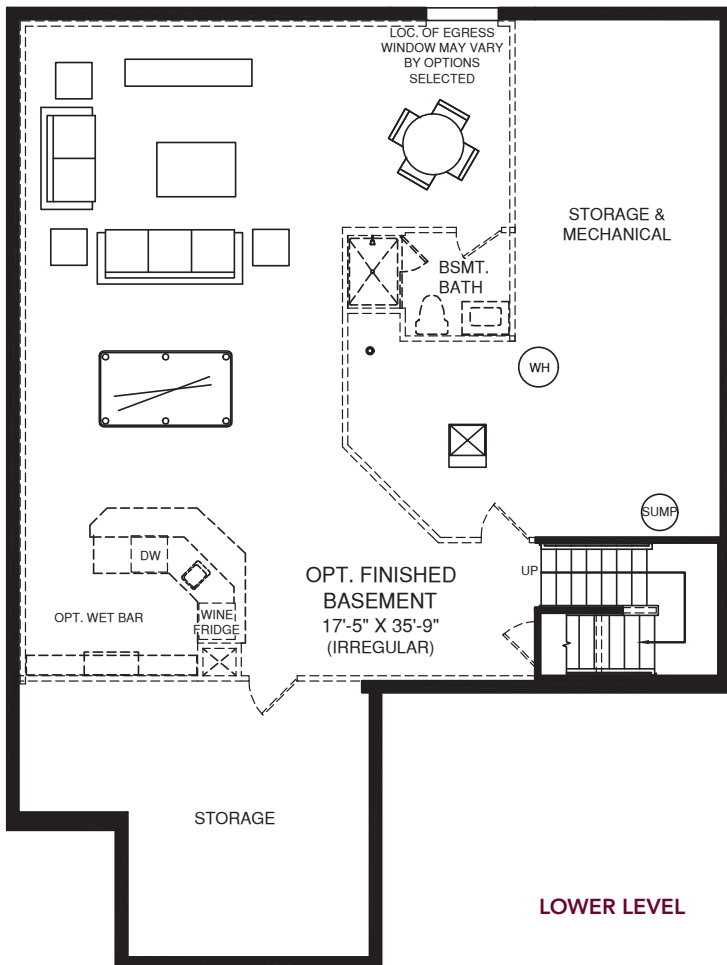 LOC. OF EGRESS
WINDOW MAY VARY
BY OPTIONS
SELECTED
STORAGE &
MECHANICAL
BSMT.
BATH
WH
SUMP
DW
UP
OPT. FINISHED
BASEMENT
17'-5" X 35'-9"
(IRREGULAR)
OPT. WET BAR
WINE
FRIDGE
STORAGE
LOWER LEVEL